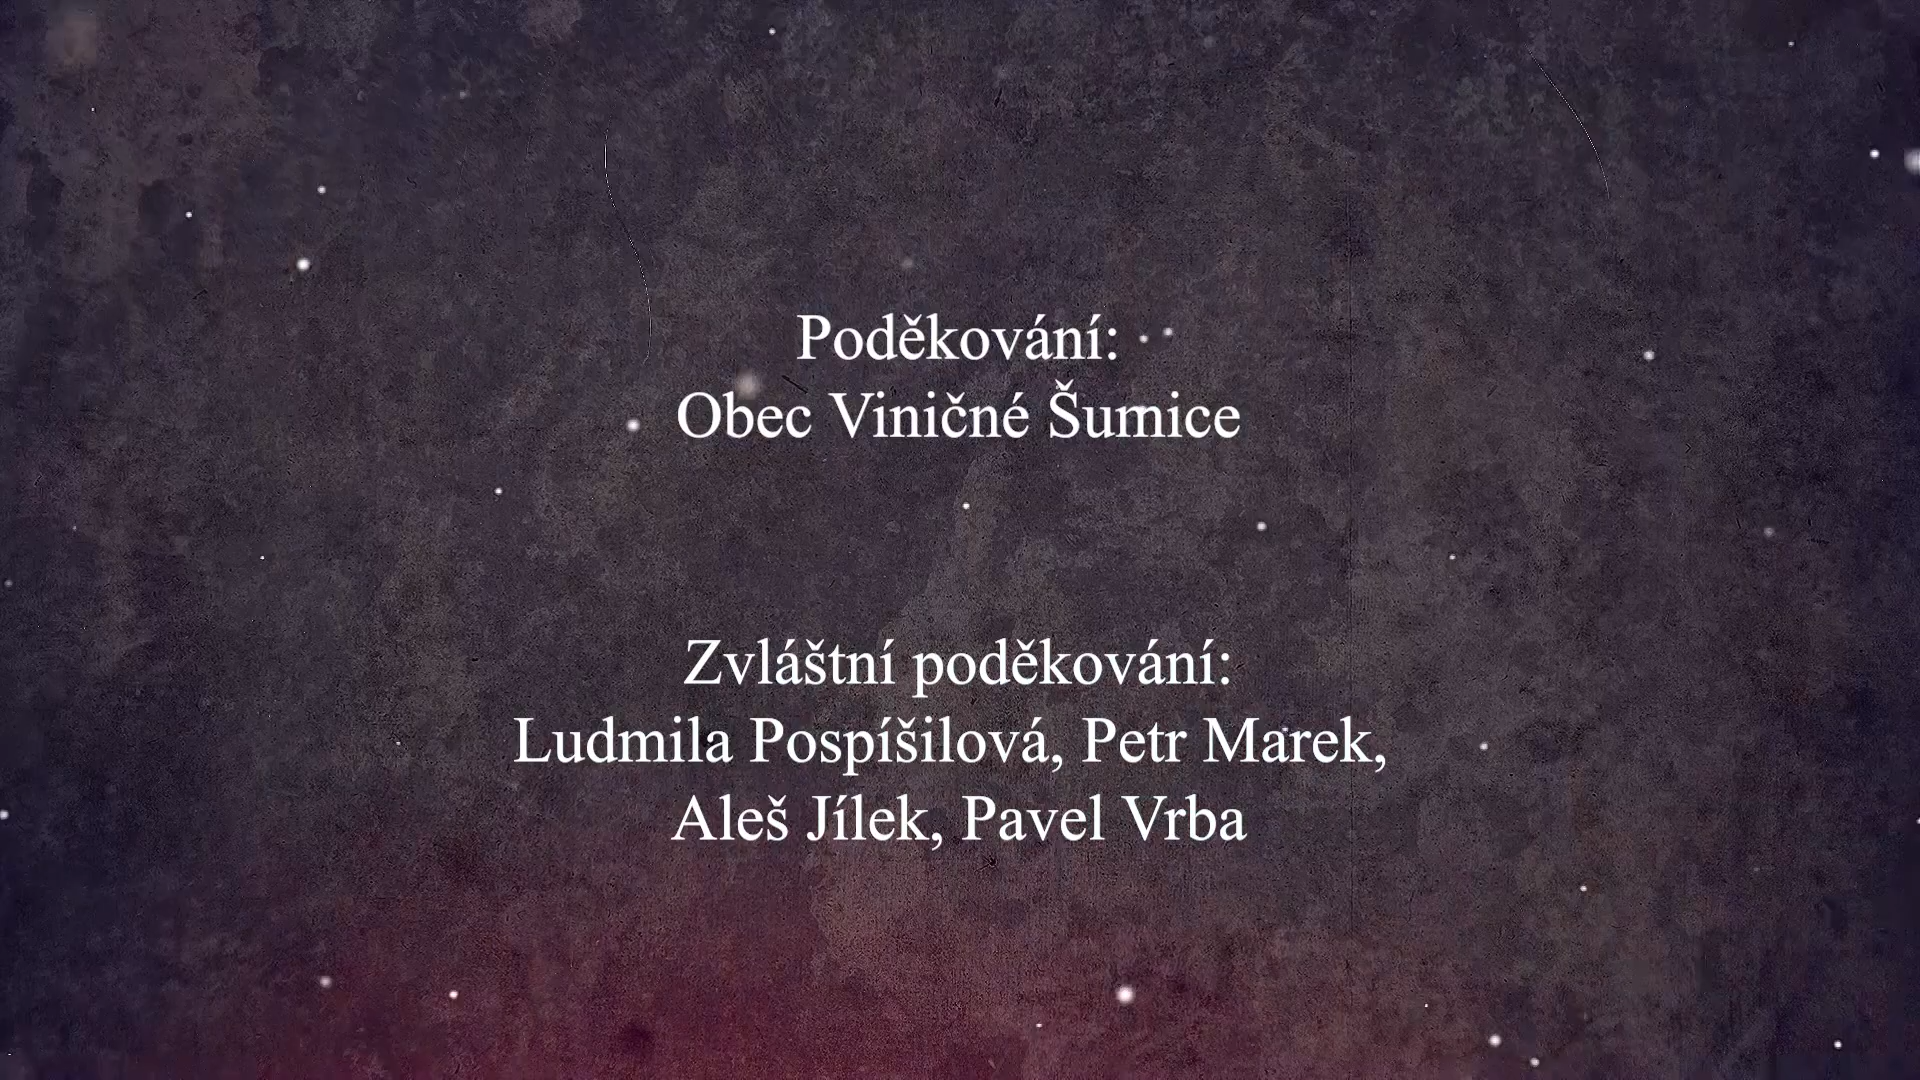 Poděkování:
Obec Viničné Šumice
Zvláštní poděkování:
Ludmila Pospíšilová, Petr Marek,
Aleš Jílek, Pavel Vrba